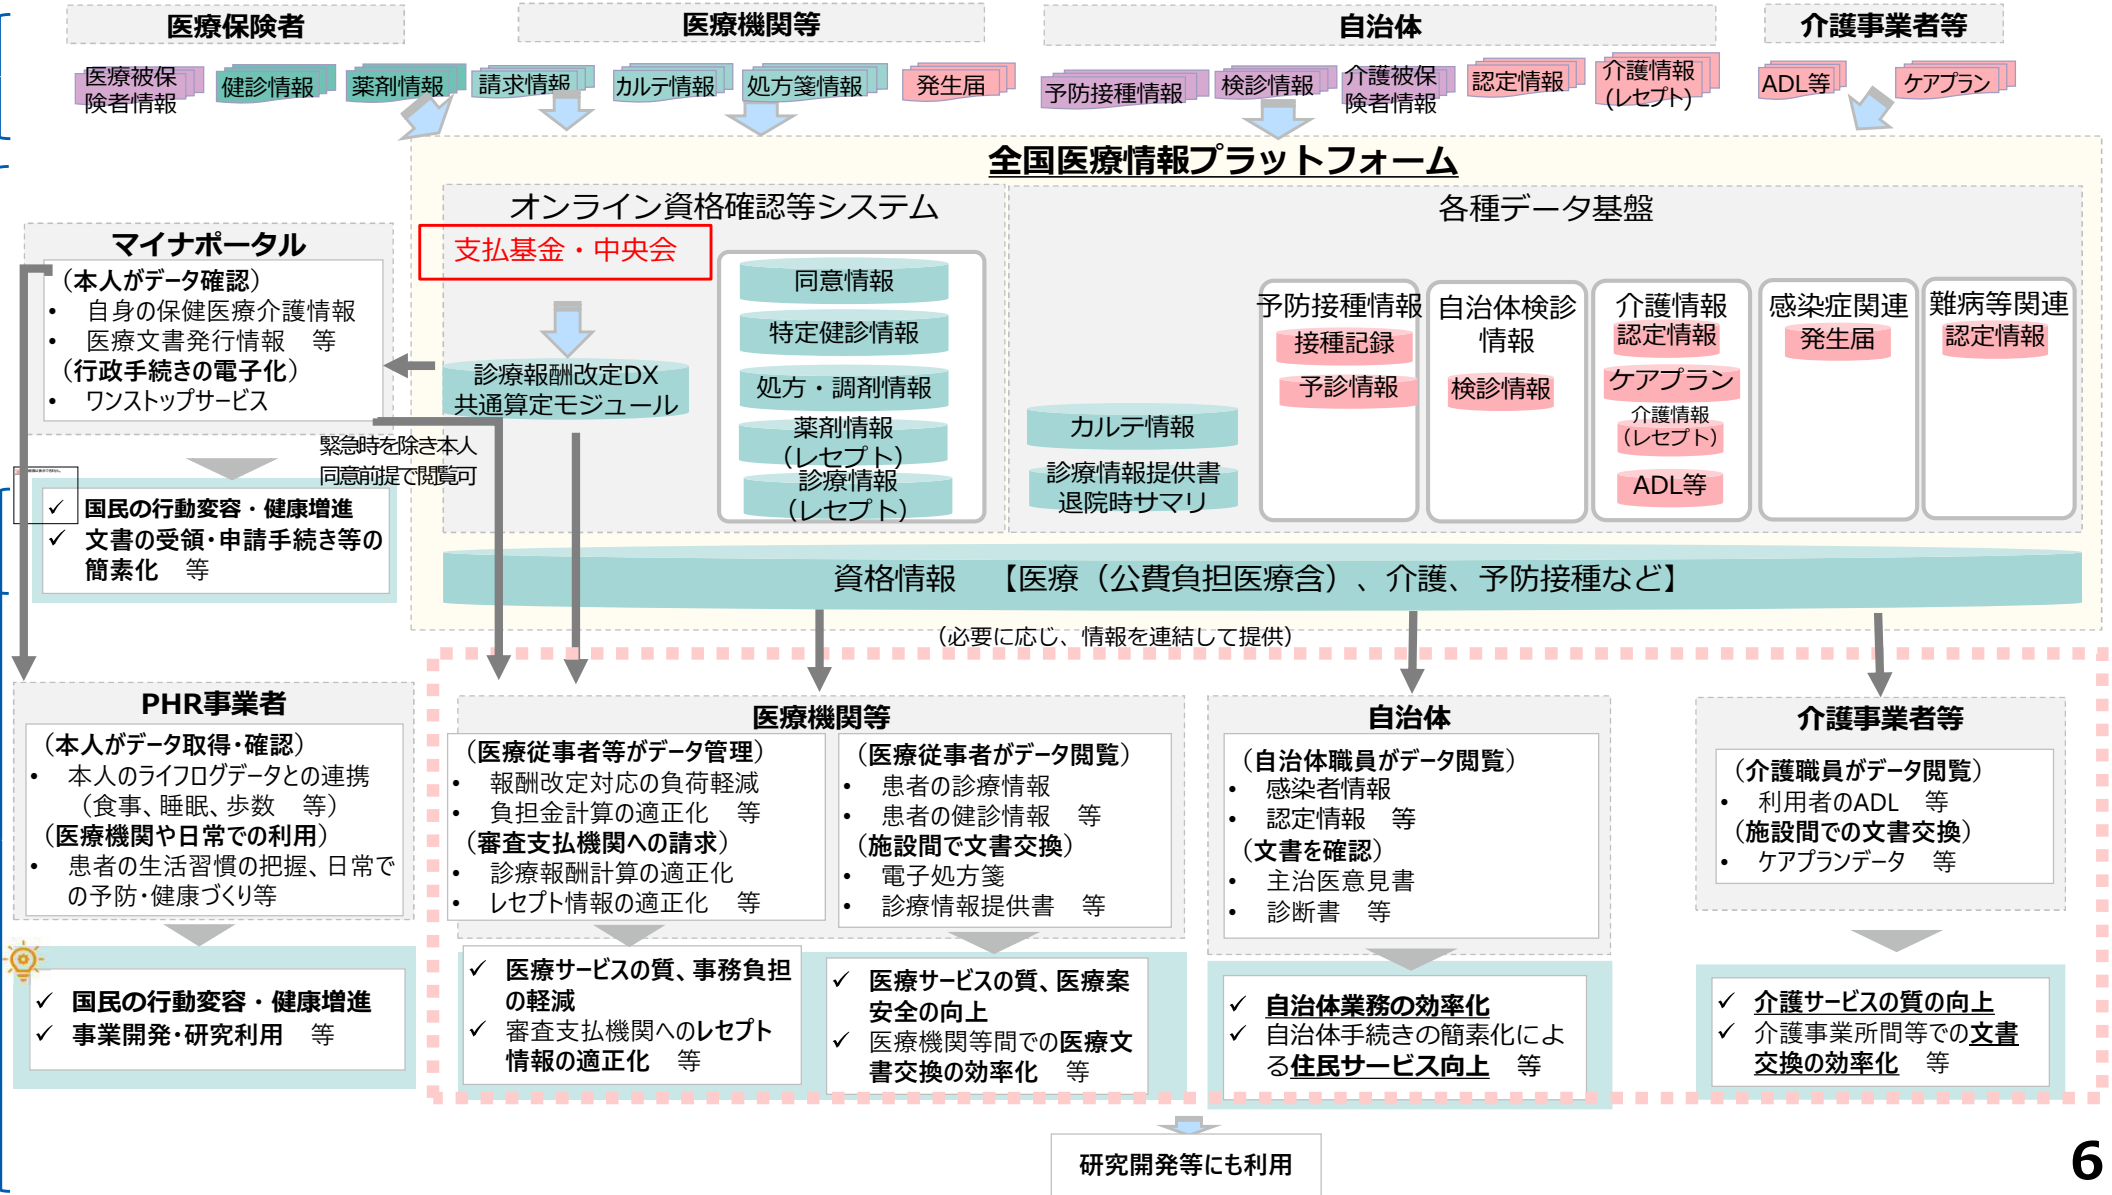 医療保険者
医療機関等
自治体
介護事業者等
医療被保
険者情報
健診情報
薬剤情報
請求情報
カルテ情報
処方箋情報
発生届
予防接種情報
検診情報
介護被保
険者情報
認定情報
介護情報
(レセプト)
ADL等
ケアプラン
全国医療情報プラットフォーム
オンライン資格確認等システム
支払基金・中央会
診療報酬改定DX
共通算定モジュール
同意情報
特定健診情報
処方・調剤情報
薬剤情報
(レセプト)
診療情報
(レセプト)
各種データ基盤
カルテ情報
診療情報提供書
退院時サマリ
予防接種情報
接種記録
予診情報
自治体検診
情報
検診情報
介護情報
認定情報
ケアプラン
介護情報
(レセプト)
ADL等
感染症関連
発生届
難病等関連
認定情報
資格情報 【医療（公費負担医療含）、介護、予防接種など】
（必要に応じ、情報を連結して提供）
マイナポータル
（本人がデータ確認）
• 自身の保健医療介護情報
• 医療文書発行情報 等
（行政手続きの電子化）
• ワンストップサービス
緊急時を除き本人
同意前提で閲覧可
✓ 国民の行動変容・健康増進
✓ 文書の受領・申請手続き等の
簡素化 等
PHR事業者
（本人がデータ取得・確認）
• 本人のライフログデータとの連携
（食事、睡眠、歩数 等）
（医療機関や日常での利用）
• 患者の生活習慣の把握、日常で
の予防・健康づくり等
✓ 国民の行動変容・健康増進
✓ 事業開発・研究利用 等
医療機関等
（医療従事者等がデータ管理）
• 報酬改定対応の負荷軽減
• 負担金計算の適正化 等
（審査支払機関への請求）
• 診療報酬計算の適正化
• レセプト情報の適正化 等
（医療従事者がデータ閲覧）
• 患者の診療情報
• 患者の健診情報 等
（施設間で文書交換）
• 電子処方箋
• 診療情報提供書 等
✓ 医療サービスの質、事務負担
の軽減
✓ 審査支払機関へのレセプト
情報の適正化 等
✓ 医療サービスの質、医療案
安全の向上
✓ 医療機関等間での医療文
書交換の効率化 等
自治体
（自治体職員がデータ閲覧）
• 感染者情報
• 認定情報 等
（文書を確認）
• 主治医意見書
• 診断書 等
✓ 自治体業務の効率化
✓ 自治体手続きの簡素化によ
る住民サービス向上 等
介護事業者等
（介護職員がデータ閲覧）
• 利用者のADL 等
（施設間での文書交換）
• ケアプランデータ 等
✓ 介護サービスの質の向上
✓ 介護事業所間等での文書
交換の効率化 等
研究開発等にも利用
6